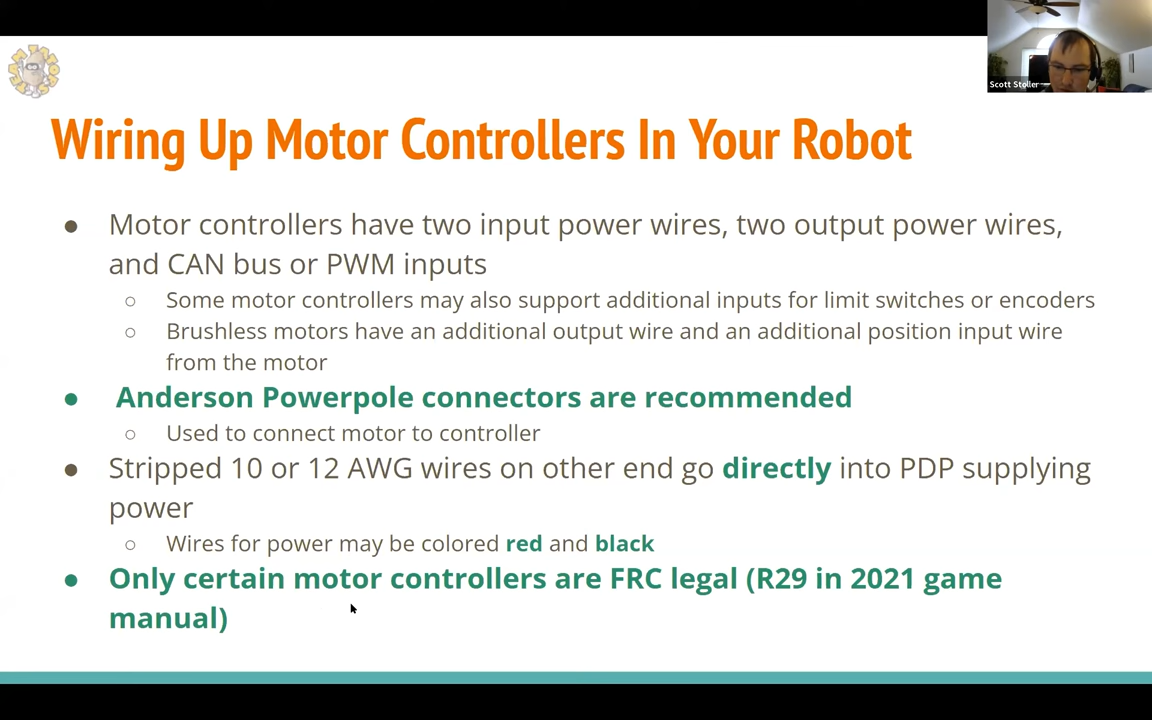 Scott Stoller
Wiring Up Motor Controllers In Your Robot
● Motor controllers have two input power wires, two output power wires,
and CAN bus or PWM inputs
○ Some motor controllers may also support additional inputs for limit switches or encoders
○ Brushless motors have an additional output wire and an additional position input wire
from the motor
● Anderson Powerpole connectors are recommended
○ Used to connect motor to controller
● Stripped 10 or 12 AWG wires on other end go directly into PDP supplying
power
○ Wires for power may be colored red and black
● Only certain motor controllers are FRC legal (R29 in 2021 game
manual)